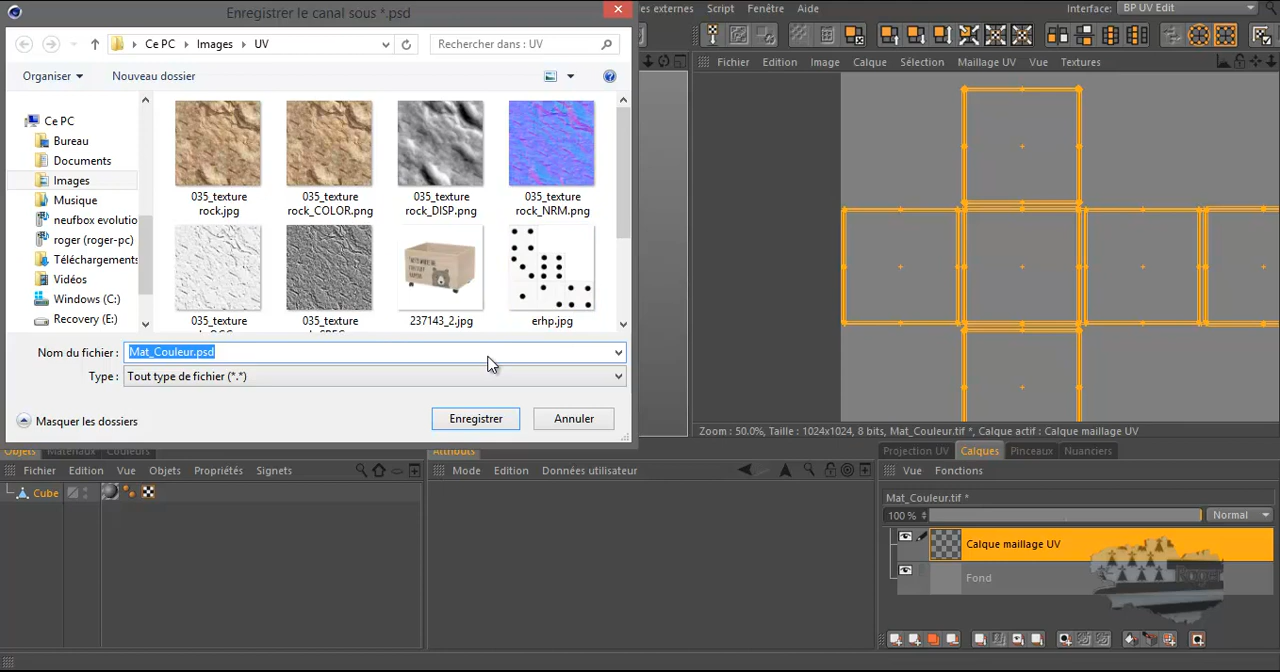 Enregistrer le canal sous *.psd
es externes Script Fenêtre Aide
Interface: BP UV Edit
Ce PC Images UV
Rechercher dans : UV
Organiser
Nouveau dossier
Fichier Edition Image Calque Sélection Maillage UV Vue Textures
Ce PC
Bureau
Documents
Images
Musique
neufbox evolutio
roger (roger-pc)
Téléchargements
Vidéos
Windows (C:)
Recovery (E:)
035_texture
rock.jpg
035_texture
rock_COLOR.png
035_texture
rock_DISP.png
035_texture
rock_NRM.png
035_texture
035_texture
237143_2.jpg
erhp.jpg
Nom du fichier : Mat_Couleur.psd
Type : Tout type de fichier (*.*)
Masquer les dossiers
Enregistrer
Annuler
Zoom : 50.0%, Taille : 1024x1024, 8 bits, Mat_Couleur.tif *, Calque actif : Calque maillage UV
Objets Matériaux Couleurs
Attributs
Projection UV Calques Pinceaux Nuanciers
Fichier Edition Vue Objets Propriétés Signets
Mode Edition Données utilisateur
Vue Fonctions
Cube
Mat_Couleur.tif *
100 %
Normal
Calque maillage UV
Fond
Roger